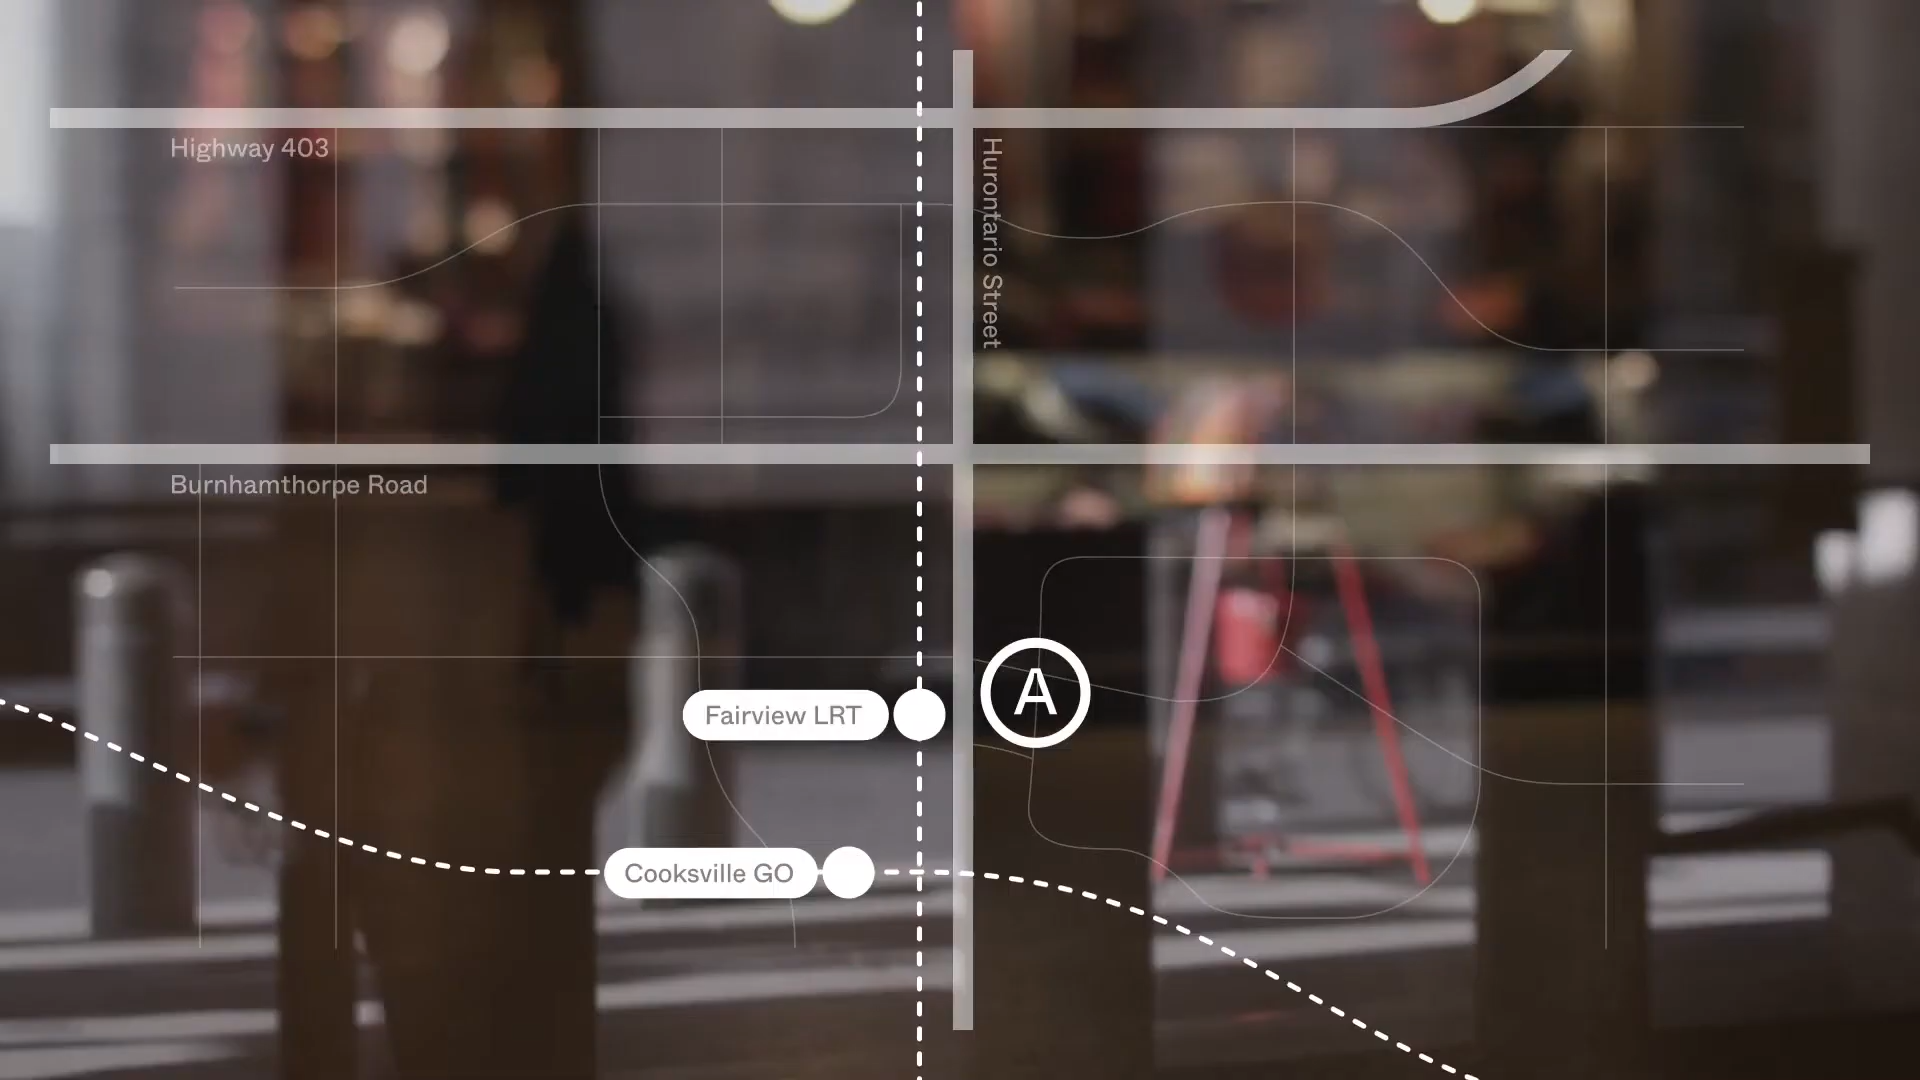 Highway 403
Hurontario Street
Burnhamthorpe Road
A
Fairview LRT
Cooksville GO